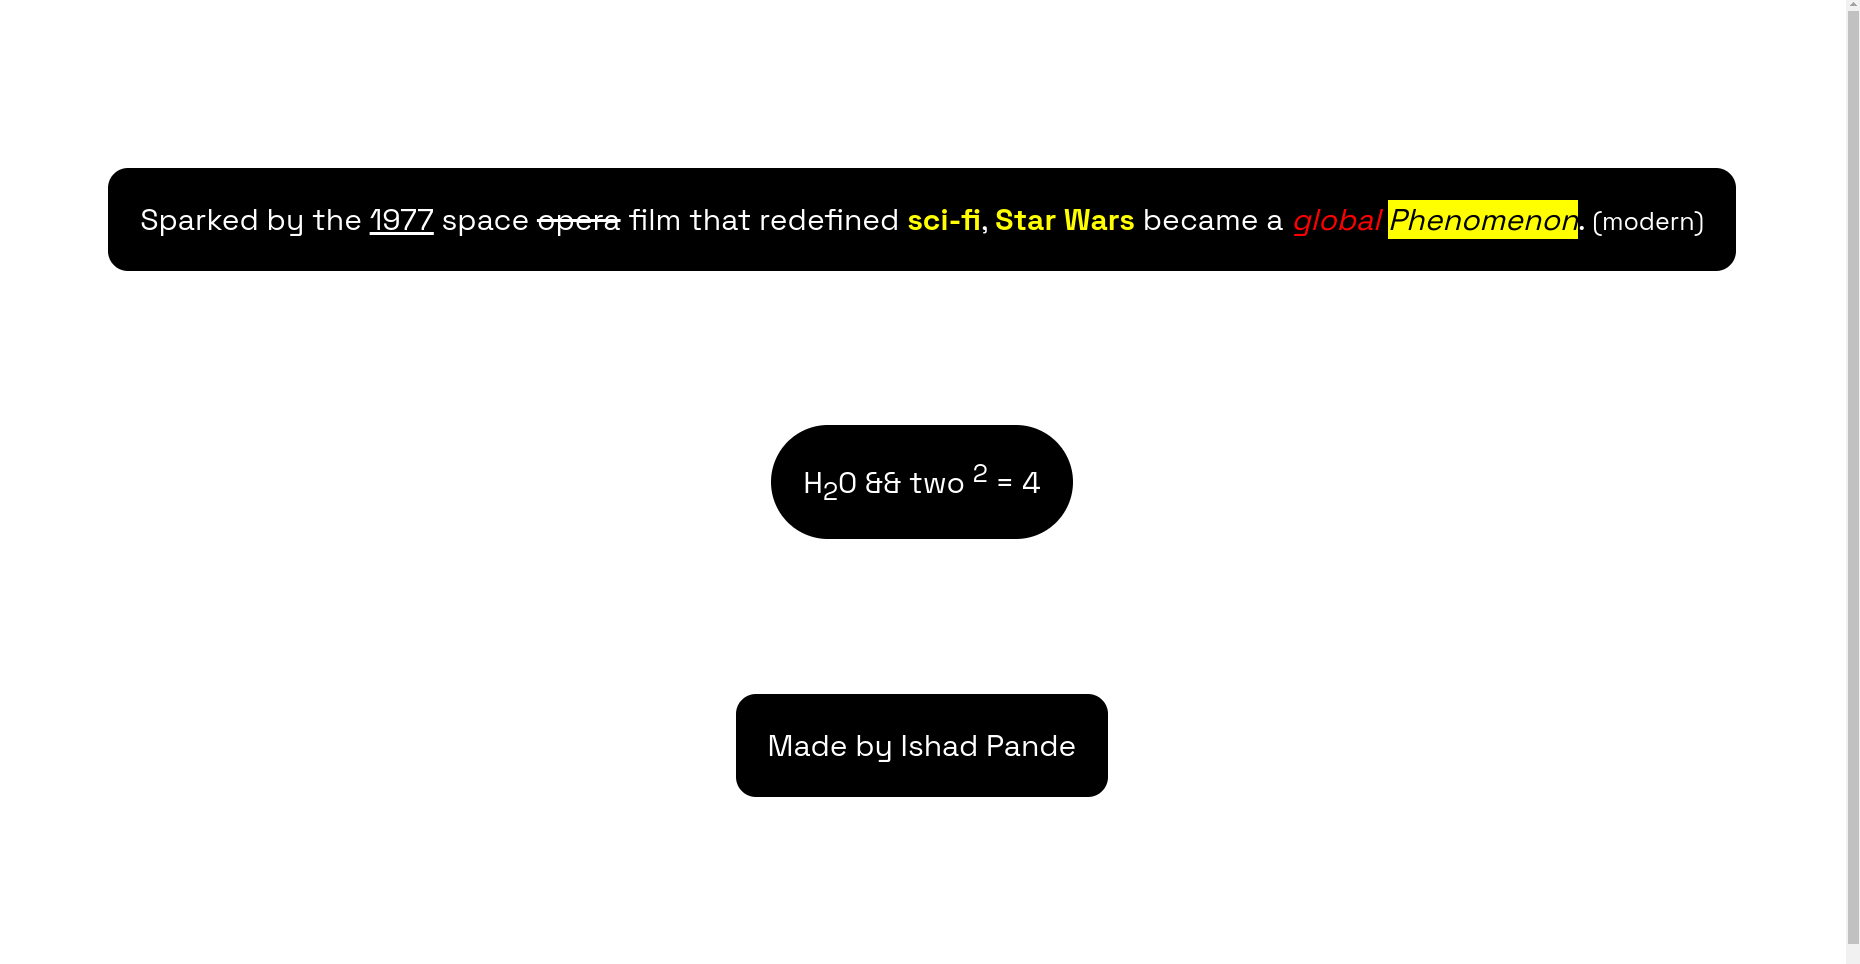 Sparked by the 1977 space opera film that redefined sci-fi, Star Wars became a global Phenomenon. (modern)
H₂O && two ² = 4
Made by Ishad Pande